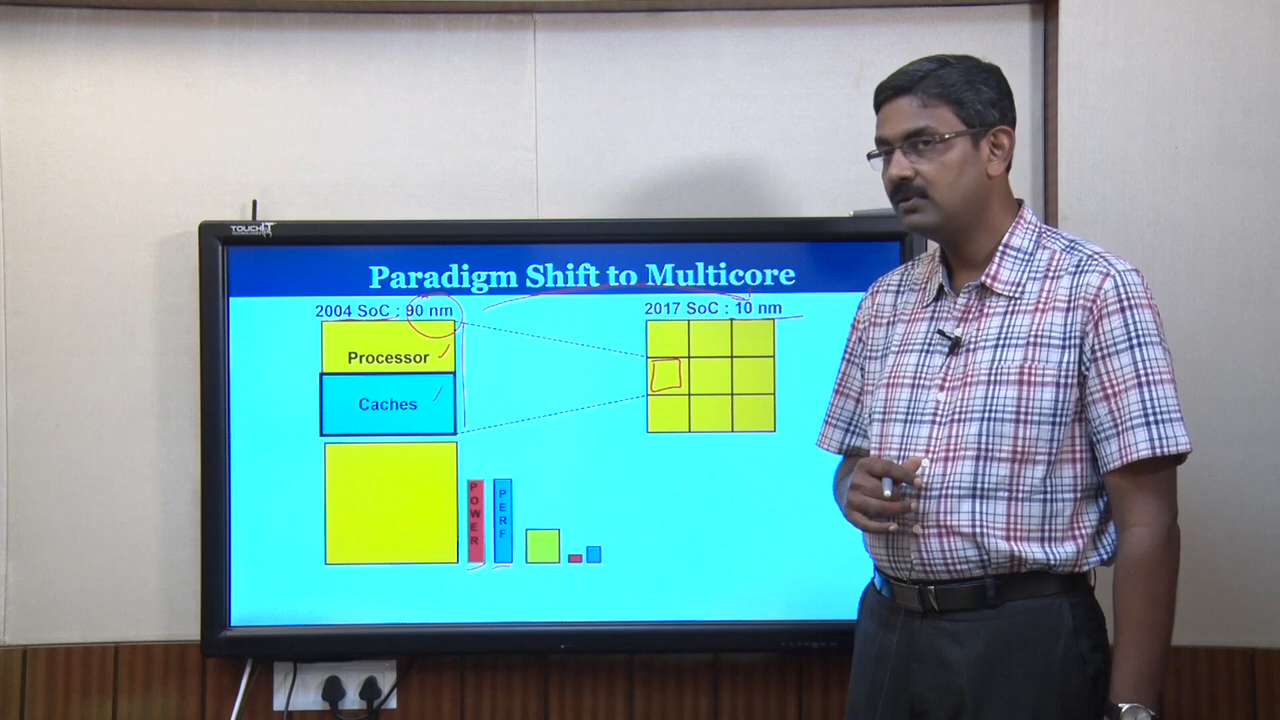 TOUCHIT
Paradigm Shift to Multicore
2004 SoC : 90 nm
2017 SoC : 10 nm
Processor
Caches
POWER
PERF